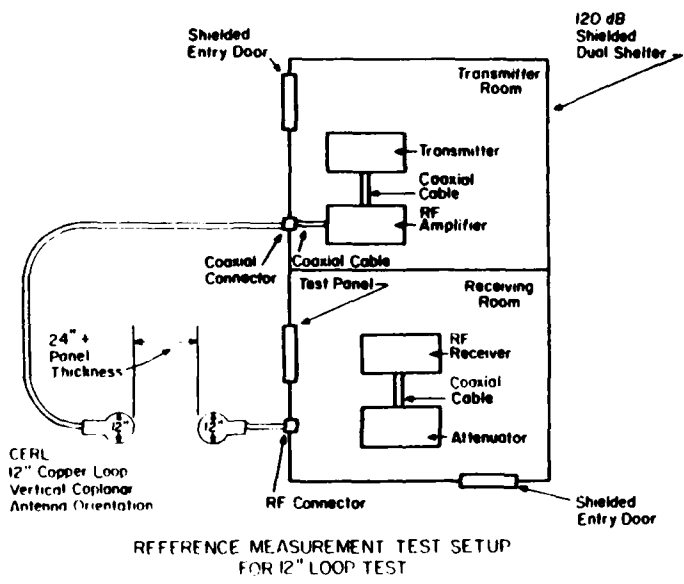 120 dB
Shielded
Dual Shelter
Shielded
Entry Door
Transmitter
Room
Transmitter
Coaxial
Cable
RF
Amplifier
Coaxial
Connector
Coaxial Cable
Test Panel
Receiving
Room
24" +
Panel
Thickness
RF
Receiver
Coaxial
Cable
Attenuator
12"
12"
CERL
12" Copper Loop
Vertical Coplanar
Antenna Orientation
RF Connector
Shielded
Entry Door
REFERENCE MEASUREMENT TEST SETUP
FOR 12" LOOP TEST